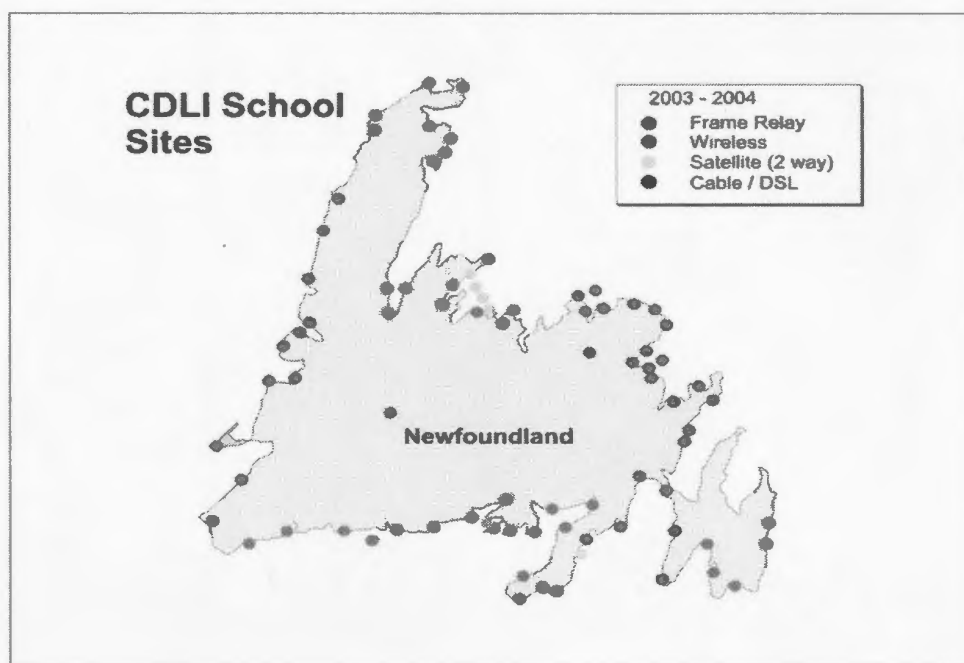 CDLI School
Sites
2003 - 2004
Frame Relay
Wireless
Satellite (2 way)
Cable / DSL
Newfoundland